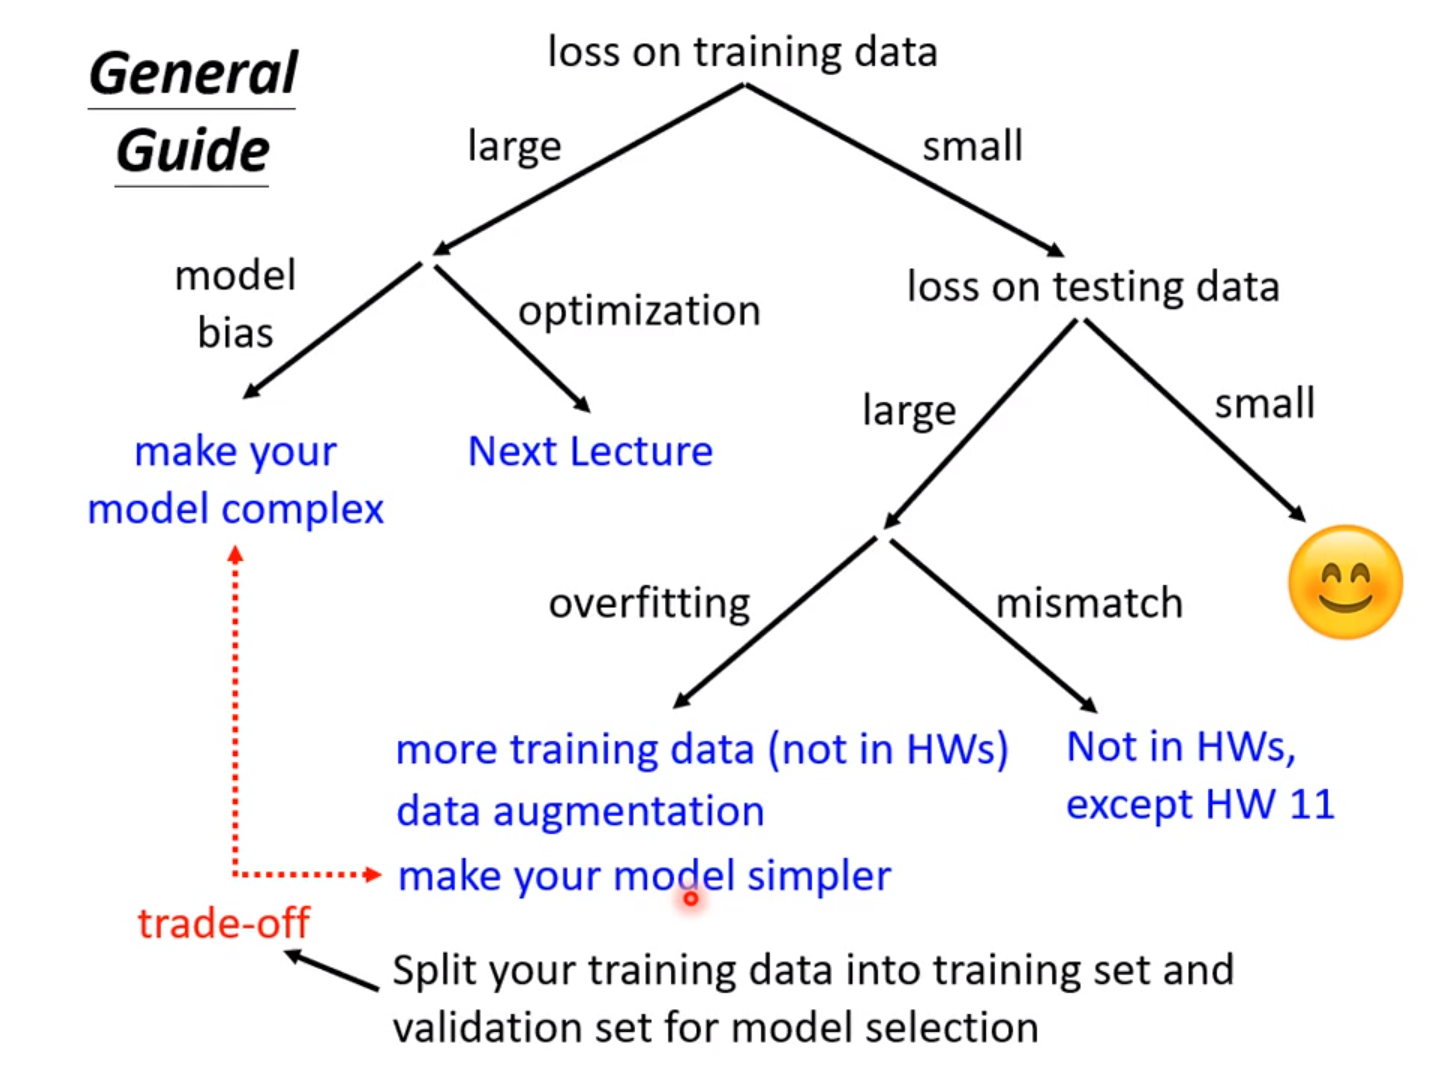 General
Guide
loss on training data
large
small
model
bias
optimization
loss on testing data
make your
model complex
Next Lecture
large
small
overfitting
mismatch
more training data (not in HWs)
data augmentation
make your model simpler
Not in HWs,
except HW 11
trade-off
Split your training data into training set and
validation set for model selection